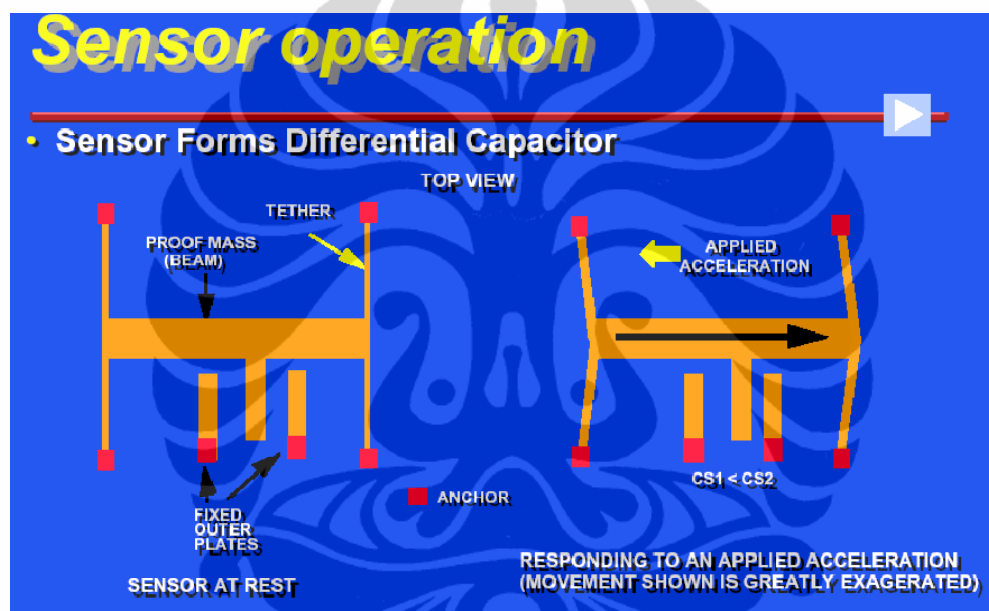 Sensor operation
• Sensor Forms Differential Capacitor
TOP VIEW
TETHER
PROOF MASS
(BEAM)
APPLIED
ACCELERATION
CS1 < CS2
ANCHOR
FIXED
OUTER
PLATES
SENSOR AT REST
RESPONDING TO AN APPLIED ACCELERATION
(MOVEMENT SHOWN IS GREATLY EXAGERATED)